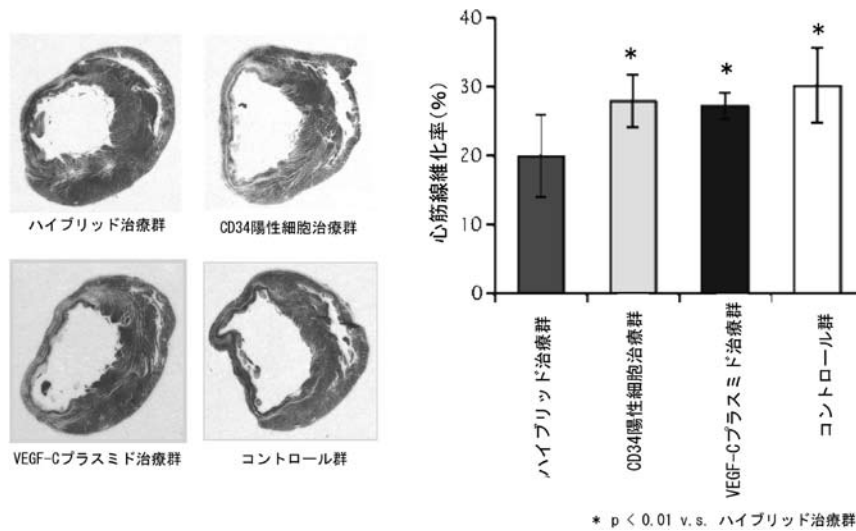 ハイブリッド治療群
CD34陽性細胞治療群
VEGF-Cプラスミド治療群
コントロール群
心筋線維化率(%)
40
30
20
10
0
*
*
*
ハイブリッド治療群
CD34陽性細胞治療群
VEGF-Cプラスミド治療群
コントロール群
* p < 0.01 v.s. ハイブリッド治療群